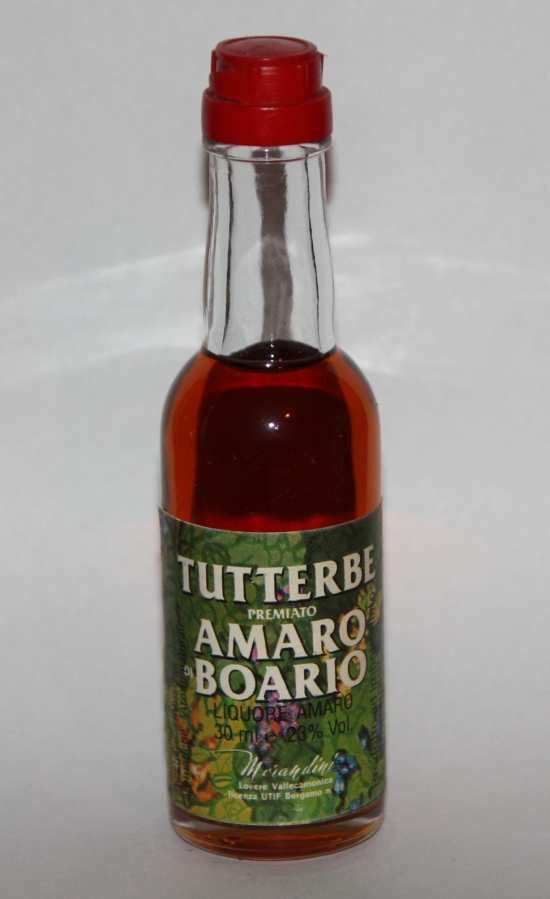 TUTTERBE
PREMIATO
AMARO
DI BOARIO
LIQUORE AMARO
30 ml e 23% Vol.
Morandini
Lovere Vallecamonica
licenza UTIF Bergamo n